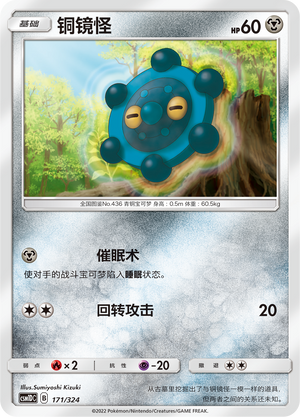 基础 铜镜怪 HP60
全国图鉴No.436 青铜宝可梦 身高：0.5m 体重：60.5kg
催眠术
使对手的战斗宝可梦陷入睡眠状态。
回转攻击 20
弱点 ×2 抗性 -20 撤退
Illus.Sumiyoshi Kizuki
CSM1DC B 171/324
从古墓里挖掘出了与铜镜怪一模一样的道具，
但两者之间的关系还未知。
©2022 Pokémon/Nintendo/Creatures/GAME FREAK.